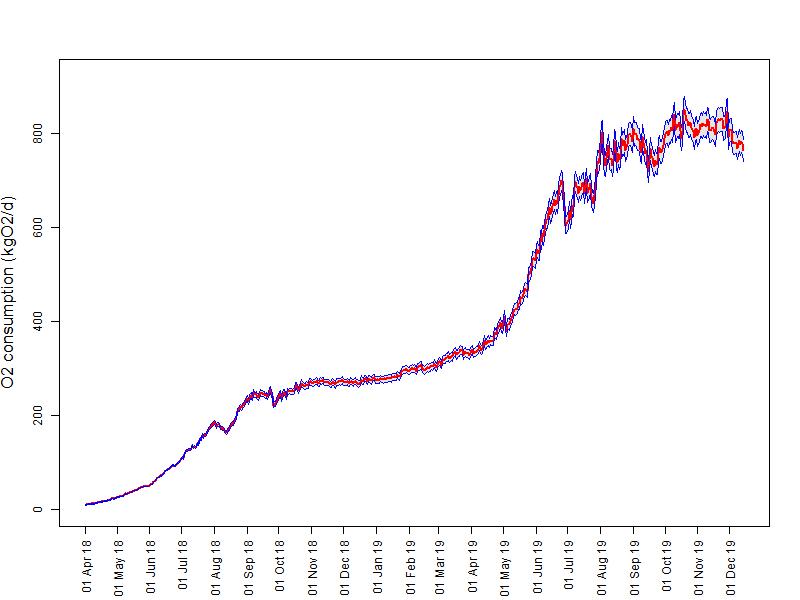 O2 consumption (kgO2/d)
800
600
400
200
0
01 Apr 18
01 May 18
01 Jun 18
01 Jul 18
01 Aug 18
01 Sep 18
01 Oct 18
01 Nov 18
01 Dec 18
01 Jan 19
01 Feb 19
01 Mar 19
01 Apr 19
01 May 19
01 Jun 19
01 Jul 19
01 Aug 19
01 Sep 19
01 Oct 19
01 Nov 19
01 Dec 19